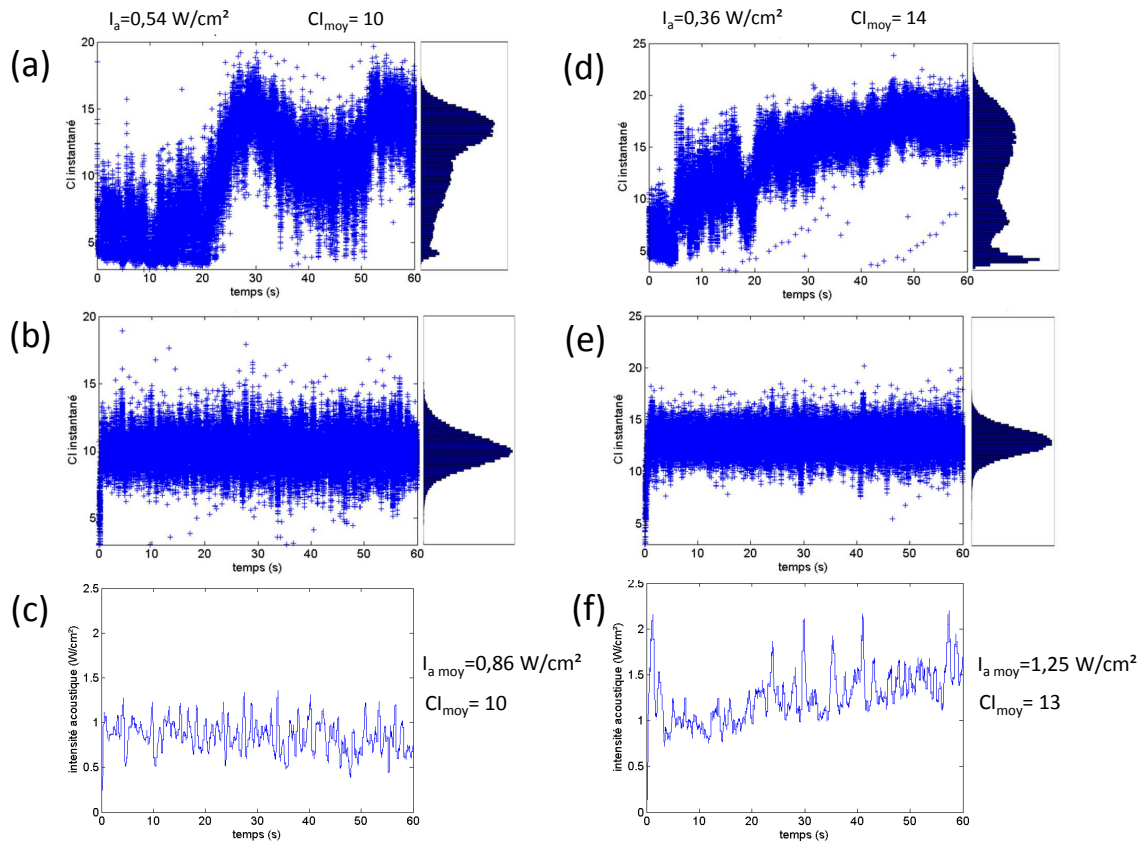 Iₐ=0,54 W/cm² CIₘₒᵧ= 10
(a)
20
15
10
5
CI instantané
0 10 20 30 40 50 60
temps (s)
Iₐ=0,36 W/cm² CIₘₒᵧ= 14
(d)
25
20
15
10
5
CI instantané
0 10 20 30 40 50 60
temps (s)
(b)
20
15
10
5
CI instantané
0 10 20 30 40 50 60
temps (s)
(e)
25
20
15
10
5
CI instantané
0 10 20 30 40 50 60
temps (s)
(c)
2.5
2
1.5
1
0.5
0
intensité acoustique (W/cm²)
0 10 20 30 40 50 60
temps (s)
Iₐ ₘₒᵧ=0,86 W/cm²
CIₘₒᵧ= 10
(f)
2.5
2
1.5
1
0.5
0
intensité acoustique (W/cm²)
0 10 20 30 40 50 60
temps (s)
Iₐ ₘₒᵧ=1,25 W/cm²
CIₘₒᵧ= 13